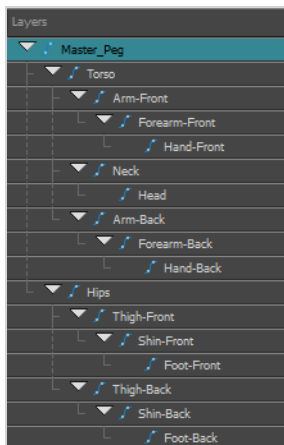 Layers
Master_Peg
Torso
Arm-Front
Forearm-Front
Hand-Front
Neck
Head
Arm-Back
Forearm-Back
Hand-Back
Hips
Thigh-Front
Shin-Front
Foot-Front
Thigh-Back
Shin-Back
Foot-Back